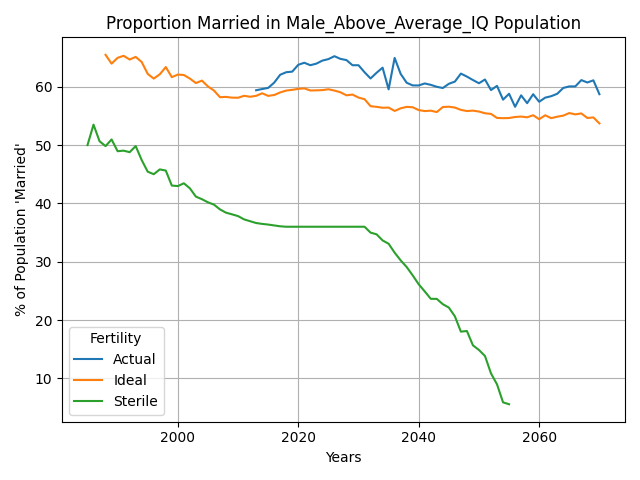 Proportion Married in Male_Above_Average_IQ Population
% of Population 'Married'
60
50
40
30
20
10
Fertility
Actual
Ideal
Sterile
2000
2020
2040
2060
Years